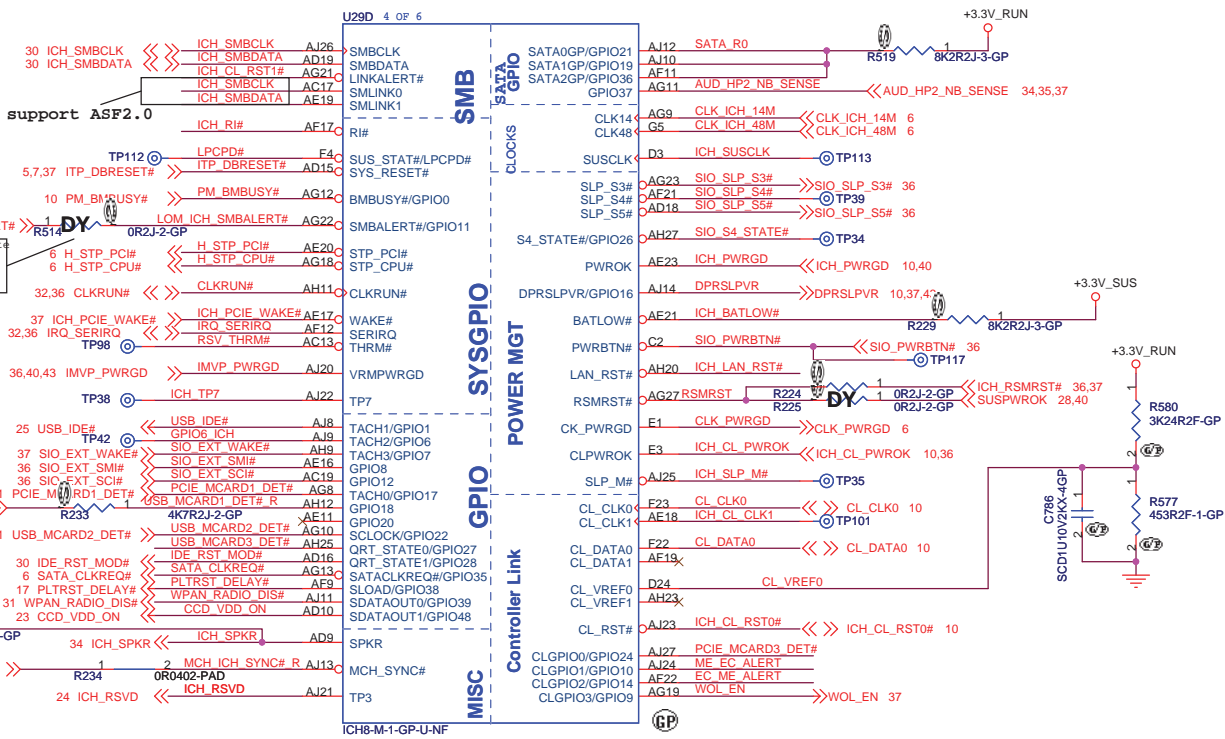 U29D 4 OF 6
30 ICH_SMBCLK ICH_SMBCLK AJ26 SMBCLK
30 ICH_SMBDATA ICH_SMBDATA AD19 SMBDATA
ICH_CL_RST1# AG21 LINKALERT#
ICH_SMBCLK AC17 SMLINK0
ICH_SMBDATA AE19 SMLINK1
support ASF2.0
ICH_RI# AF17 RI#
TP112 LPCPD# F4 SUS_STAT#/LPCPD#
5,7,37 ITP_DBRESET# ITP_DBRESET# AD15 SYS_RESET#
10 PM_BMBUSY# PM_BMBUSY# AG12 BMBUSY#/GPIO0
R514 1 DY 0R2J-2-GP LOM_ICH_SMBALERT# AG22 SMBALERT#/GPIO11
6 H_STP_PCI# H_STP_PCI# AE20 STP_PCI#
6 H_STP_CPU# H_STP_CPU# AG18 STP_CPU#
32,36 CLKRUN# CLKRUN# AH11 CLKRUN#
37 ICH_PCIE_WAKE# ICH_PCIE_WAKE# AE17 WAKE#
32,36 IRQ_SERIRQ IRQ_SERIRQ AF12 SERIRQ
TP98 RSV_THRM# AC13 THRM#
36,40,43 IMVP_PWRGD IMVP_PWRGD AJ20 VRMPWRGD
TP38 ICH_TP7 AJ22 TP7
25 USB_IDE# USB_IDE# AJ8 TACH1/GPIO1
TP42 GPIO6_ICH AJ9 TACH2/GPIO6
37 SIO_EXT_WAKE# SIO_EXT_WAKE# AH9 TACH3/GPIO7
36 SIO_EXT_SMI# SIO_EXT_SMI# AE16 GPIO8
36 SIO_EXT_SCI# SIO_EXT_SCI# AC19 GPIO12
PCIE_MCARD1_DET# PCIE_MCARD1_DET# AG8 TACH0/GPIO17
R233 1 4K7R2J-2-GP USB_MCARD1_DET#_R AH12 GPIO18
AE11 GPIO20
USB_MCARD2_DET# USB_MCARD2_DET# AG10 SCLOCK/GPIO22
USB_MCARD3_DET# AH25 QRT_STATE0/GPIO27
30 IDE_RST_MOD# IDE_RST_MOD# AD16 QRT_STATE1/GPIO28
6 SATA_CLKREQ# SATA_CLKREQ# AG13 SATACLKREQ#/GPIO35
17 PLTRST_DELAY# PLTRST_DELAY# AF9 SLOAD/GPIO38
31 WPAN_RADIO_DIS# WPAN_RADIO_DIS# AJ11 SDATAOUT0/GPIO39
23 CCD_VDD_ON CCD_VDD_ON AD10 SDATAOUT1/GPIO48
-GP
34 ICH_SPKR ICH_SPKR AD9 SPKR
R234 1 2 0R0402-PAD MCH_ICH_SYNC#_R AJ13 MCH_SYNC#
24 ICH_RSVD ICH_RSVD AJ21 TP3
ICH8-M-1-GP-U-NF
SMB
SYSGPIO
GPIO
MISC
SATA
GPIO
CLOCKS
POWER MGT
Controller Link
+3.3V_RUN
SATA0GP/GPIO21 AJ12 SATA_R0 R519 1 8K2R2J-3-GP
SATA1GP/GPIO19 AJ10
SATA2GP/GPIO36 AF11
GPIO37 AG11 AUD_HP2_NB_SENSE AUD_HP2_NB_SENSE 34,35,37
CLK14 AG9 CLK_ICH_14M CLK_ICH_14M 6
CLK48 G5 CLK_ICH_48M CLK_ICH_48M 6
SUSCLK D3 ICH_SUSCLK TP113
SLP_S3# AG23 SIO_SLP_S3# SIO_SLP_S3# 36
SLP_S4# AF21 SIO_SLP_S4# TP39
SLP_S5# AD18 SIO_SLP_S5# SIO_SLP_S5# 36
S4_STATE#/GPIO26 AH27 SIO_S4_STATE# TP34
PWROK AE23 ICH_PWRGD ICH_PWRGD 10,40
DPRSLPVR/GPIO16 AJ14 DPRSLPVR DPRSLPVR 10,37,43
+3.3V_SUS
BATLOW# AE21 ICH_BATLOW# R229 1 8K2R2J-3-GP
PWRBTN# C2 SIO_PWRBTN# SIO_PWRBTN# 36
TP117
LAN_RST# AH20 ICH_LAN_RST#
RSMRST# AG27 RSMRST R224 1 0R2J-2-GP ICH_RSMRST# 36,37
R225 DY 1 0R2J-2-GP SUSPWROK 28,40
CK_PWRGD E1 CLK_PWRGD CLK_PWRGD 6
CLPWROK E3 ICH_CL_PWROK ICH_CL_PWROK 10,36
SLP_M# AJ25 ICH_SLP_M# TP35
CL_CLK0 F23 CL_CLK0 CL_CLK0 10
CL_CLK1 AE18 ICH_CL_CLK1 TP101
CL_DATA0 F22 CL_DATA0 CL_DATA0 10
CL_DATA1 AF19
CL_VREF0 D24 CL_VREF0
CL_VREF1 AH23
CL_RST# AJ23 ICH_CL_RST0# ICH_CL_RST0# 10
CLGPIO0/GPIO24 AJ27 PCIE_MCARD3_DET#
CLGPIO1/GPIO10 AJ24 ME_EC_ALERT
CLGPIO2/GPIO14 AF22 EC_ME_ALERT
CLGPIO3/GPIO9 AG19 WOL_EN WOL_EN 37
+3.3V_RUN
1 R580
3K24R2F-GP
2 G/P
1 R577
453R2F-1-GP
2 G/P
C786
SCD1U10V2KX-4GP
1
2 G/P
GP